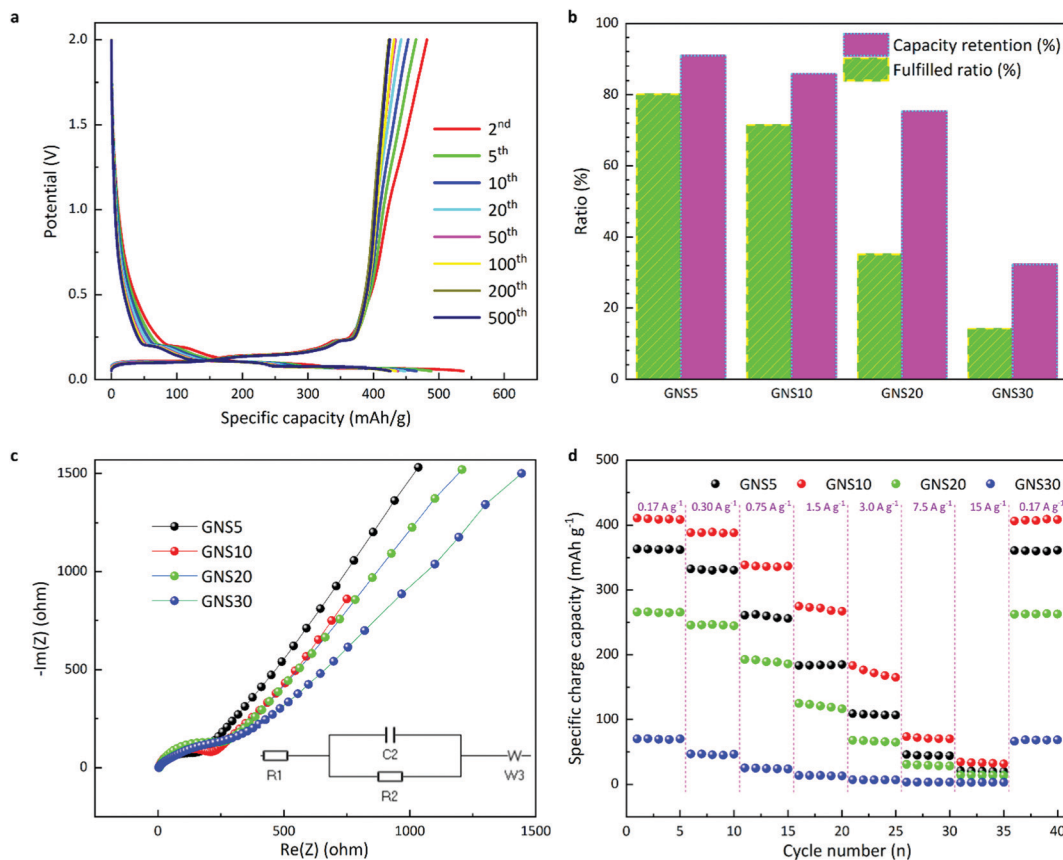 a
2.0
1.5
1.0
0.5
0.0
Potential (V)
2nd
5th
10th
20th
50th
100th
200th
500th
0 100 200 300 400 500 600
Specific capacity (mAh/g)
b
100
80
60
40
20
0
Ratio (%)
Capacity retention (%)
Fulfilled ratio (%)
GNS5 GNS10 GNS20 GNS30
c
1500
1000
500
0
-Im(Z) (ohm)
GNS5
GNS10
GNS20
GNS30
R1 C2 R2 W W3
0 500 1000 1500
Re(Z) (ohm)
d
500
400
300
200
100
0
Specific charge capacity (mAh g-1)
GNS5 GNS10 GNS20 GNS30
0.17 A g-1 0.30 A g-1 0.75 A g-1 1.5 A g-1 3.0 A g-1 7.5 A g-1 15 A g-1 0.17 A g-1
0 5 10 15 20 25 30 35 40
Cycle number (n)